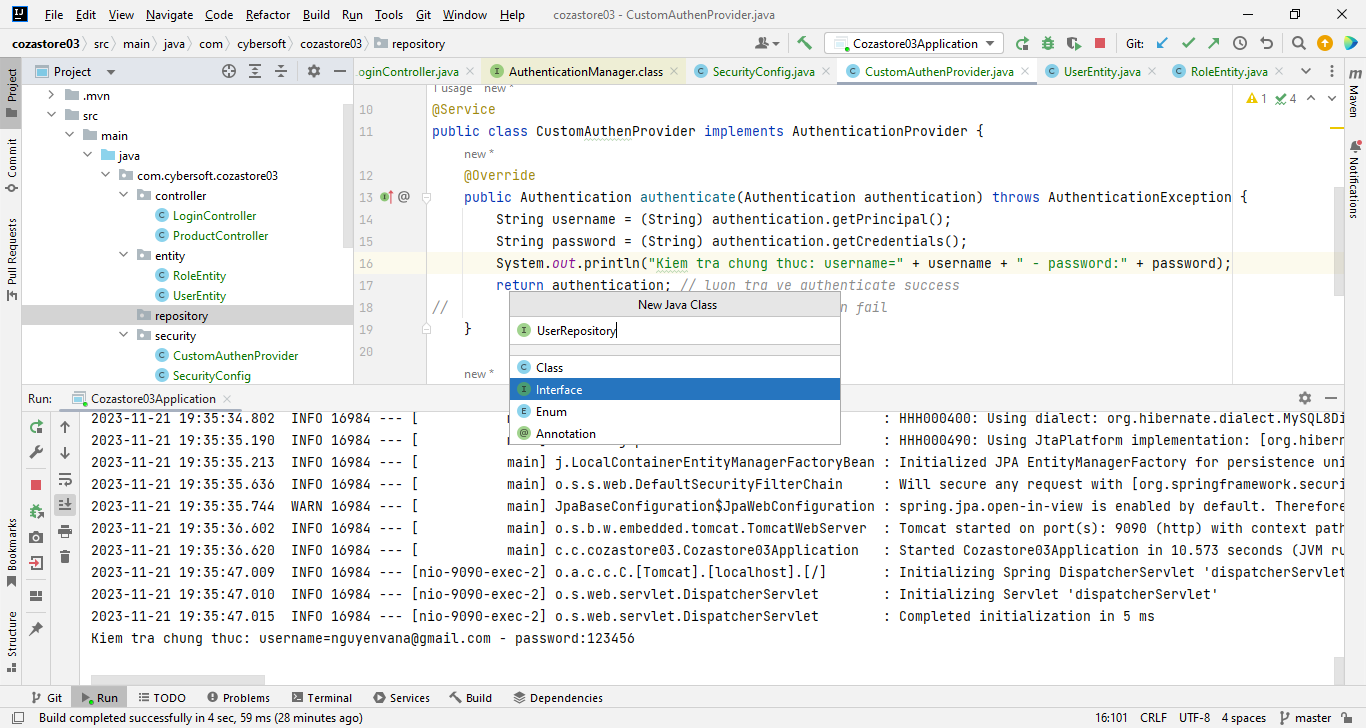 File Edit View Navigate Code Refactor Build Run Tools Git Window Help cozastore03 - CustomAuthenProvider.java
cozastore03 src main java com cybersoft cozastore03 repository Cozastore03Application Git:
Project oginController.java AuthenticationManager.class SecurityConfig.java CustomAuthenProvider.java UserEntity.java RoleEntity.java
.mvn
src
main
java
com.cybersoft.cozastore03
controller
LoginController
ProductController
entity
RoleEntity
UserEntity
repository
security
CustomAuthenProvider
SecurityConfig
Project
Commit
Pull Requests
Bookmarks
Structure
Maven
Notifications
1 usage new *
1 4
10 @Service
11 public class CustomAuthenProvider implements AuthenticationProvider {
new *
12 @Override
13 @ public Authentication authenticate(Authentication authentication) throws AuthenticationException {
14 String username = (String) authentication.getPrincipal();
15 String password = (String) authentication.getCredentials();
16 System.out.println("Kiem tra chung thuc: username=" + username + " - password:" + password);
17 return authentication; // luon tra ve authenticate success
18 // n fail
19 }
20
new *
New Java Class
UserRepository
Class
Interface
Enum
Annotation
Run: Cozastore03Application
2023-11-21 19:35:34.802 INFO 16984 --- [ m : HHH000400: Using dialect: org.hibernate.dialect.MySQL8Di
2023-11-21 19:35:35.190 INFO 16984 --- [ m : HHH000490: Using JtaPlatform implementation: [org.hibern
2023-11-21 19:35:35.213 INFO 16984 --- [ main] j.LocalContainerEntityManagerFactoryBean : Initialized JPA EntityManagerFactory for persistence uni
2023-11-21 19:35:35.636 INFO 16984 --- [ main] o.s.s.web.DefaultSecurityFilterChain : Will secure any request with [org.springframework.securi
2023-11-21 19:35:35.744 WARN 16984 --- [ main] JpaBaseConfiguration$JpaWebConfiguration : spring.jpa.open-in-view is enabled by default. Therefore
2023-11-21 19:35:36.602 INFO 16984 --- [ main] o.s.b.w.embedded.tomcat.TomcatWebServer : Tomcat started on port(s): 9090 (http) with context path
2023-11-21 19:35:36.620 INFO 16984 --- [ main] c.c.cozastore03.Cozastore03Application : Started Cozastore03Application in 10.573 seconds (JVM ru
2023-11-21 19:35:47.009 INFO 16984 --- [nio-9090-exec-2] o.a.c.c.C.[Tomcat].[localhost].[/] : Initializing Spring DispatcherServlet 'dispatcherServlet
2023-11-21 19:35:47.010 INFO 16984 --- [nio-9090-exec-2] o.s.web.servlet.DispatcherServlet : Initializing Servlet 'dispatcherServlet'
2023-11-21 19:35:47.015 INFO 16984 --- [nio-9090-exec-2] o.s.web.servlet.DispatcherServlet : Completed initialization in 5 ms
Kiem tra chung thuc: username=nguyenvana@gmail.com - password:123456
Git Run TODO Problems Terminal Services Build Dependencies
Build completed successfully in 4 sec, 59 ms (28 minutes ago) 16:101 CRLF UTF-8 4 spaces master